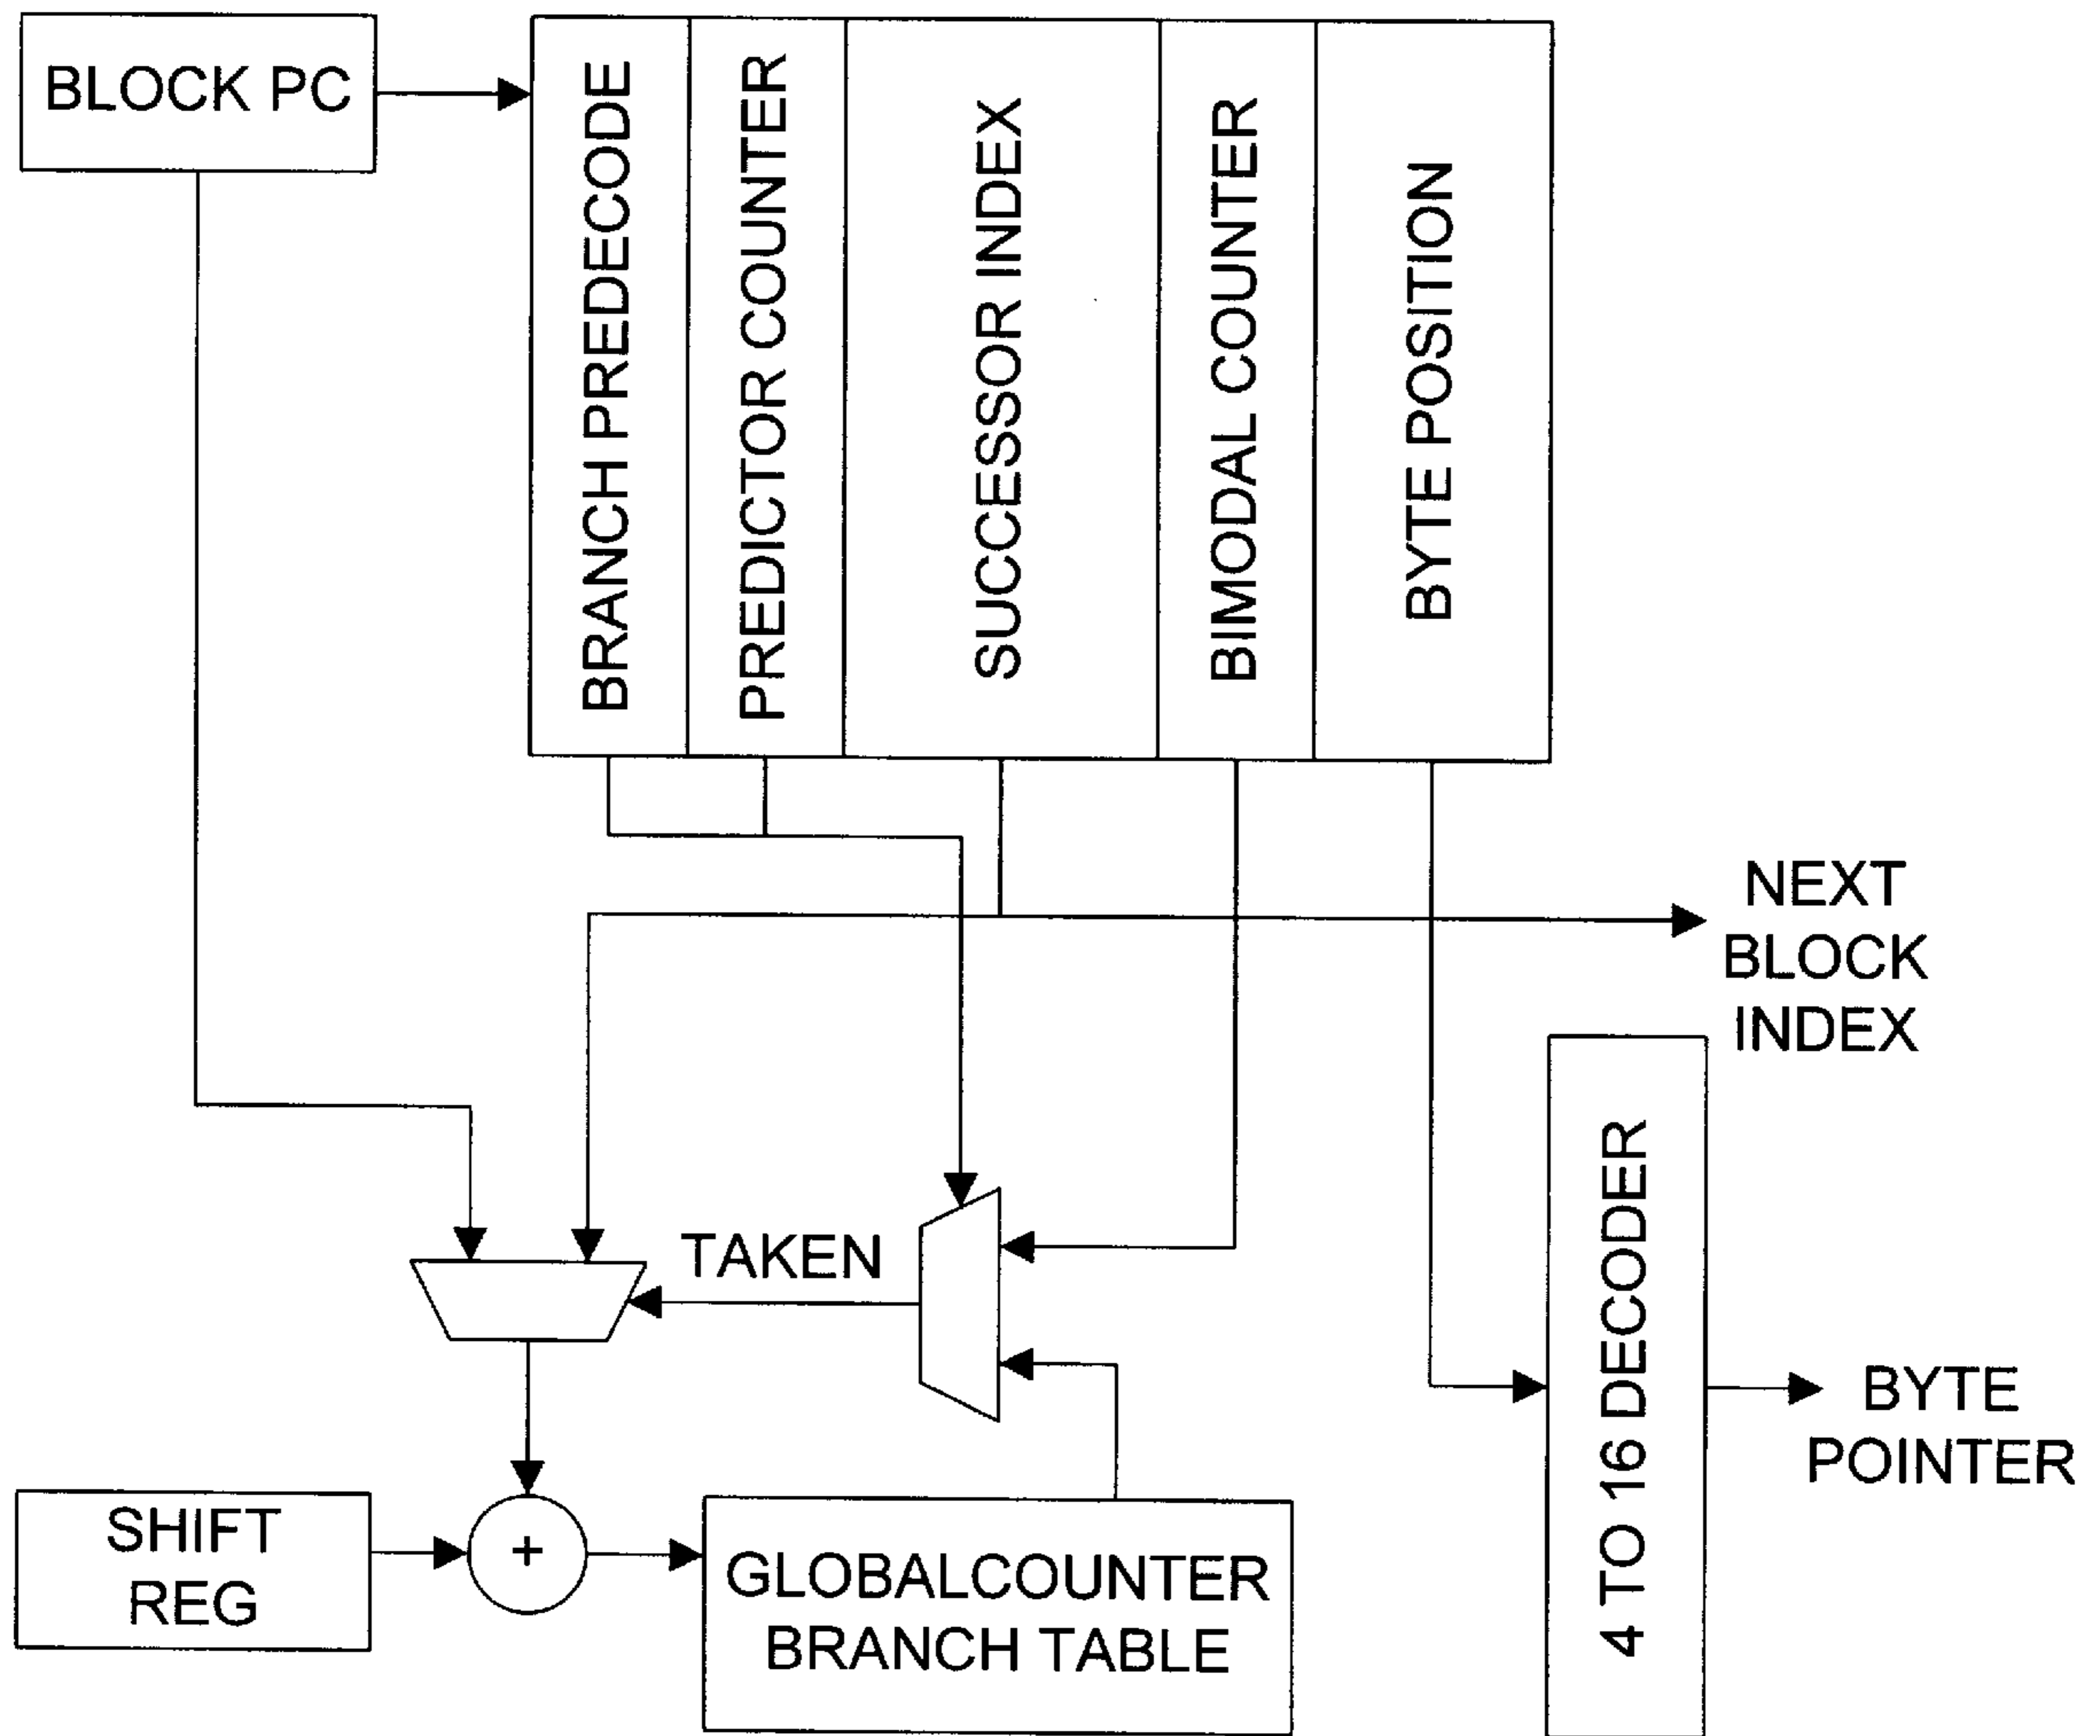 BLOCK PC
BRANCH PREDECODE
PREDICTOR COUNTER
SUCCESSOR INDEX
BIMODAL COUNTER
BYTE POSITION
NEXT
BLOCK
INDEX
TAKEN
4 TO 16 DECODER
BYTE
POINTER
SHIFT
REG
+
GLOBALCOUNTER
BRANCH TABLE